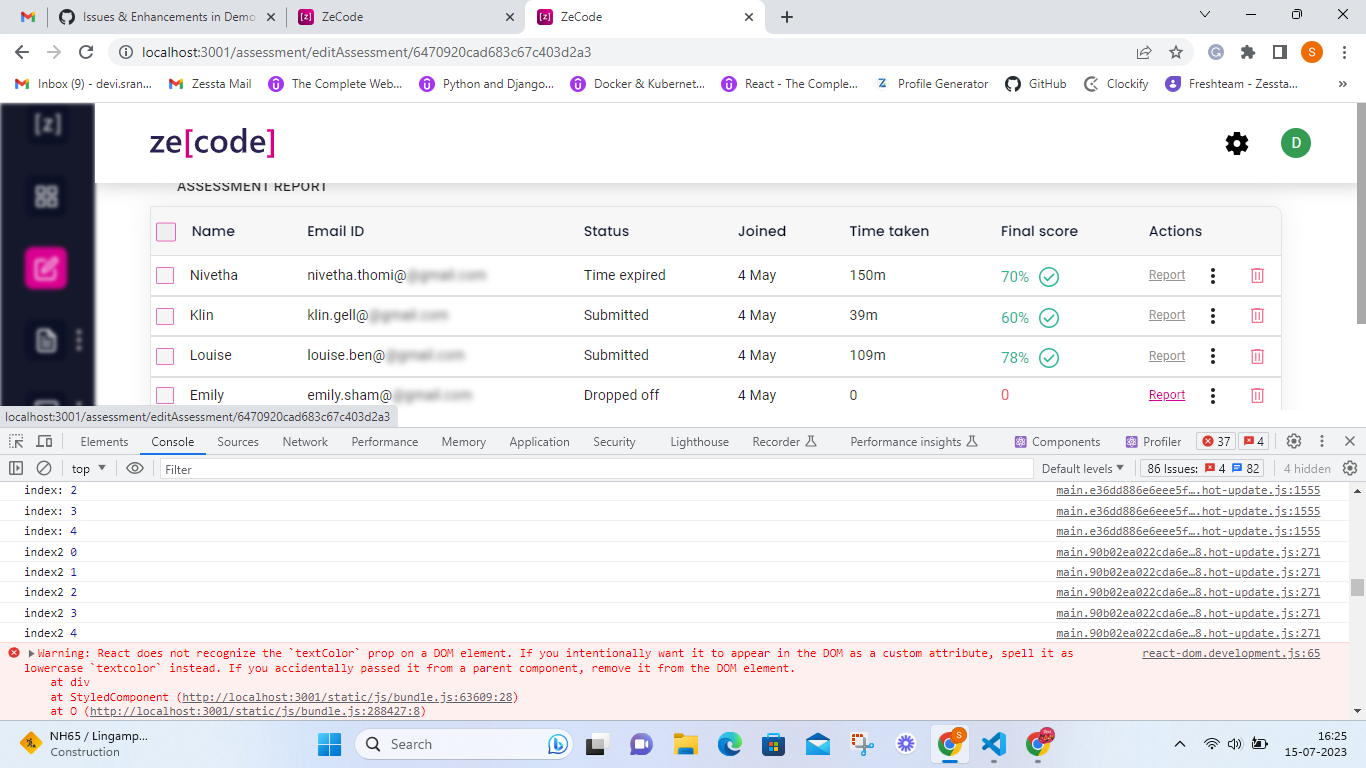 Issues & Enhancements in Demo
ZeCode
ZeCode
localhost:3001/assessment/editAssessment/6470920cad683c67c403d2a3
S
Inbox (9) - devi.sran...
Zessta Mail
The Complete Web...
Python and Django...
Docker & Kubernet...
React - The Comple...
Profile Generator
GitHub
Clockify
Freshteam - Zessta...
»
[z]
ze[code]
D
ASSESSMENT REPORT
Name Email ID Status Joined Time taken Final score Actions
Nivetha nivetha.thomi@@gmail.com Time expired 4 May 150m 70% Report
Klin klin.gell@@gmail.com Submitted 4 May 39m 60% Report
Louise louise.ben@@gmail.com Submitted 4 May 109m 78% Report
Emily emily.sham@@gmail.com Dropped off 4 May 0 0 Report
localhost:3001/assessment/editAssessment/6470920cad683c67c403d2a3
Elements Console Sources Network Performance Memory Application Security Lighthouse Recorder Performance insights Components Profiler 37 4
top Filter Default levels 86 Issues: 4 82 4 hidden
index: 2 main.e36dd886e6eee5f….hot-update.js:1555
index: 3 main.e36dd886e6eee5f….hot-update.js:1555
index: 4 main.e36dd886e6eee5f….hot-update.js:1555
index2 0 main.90b02ea022cda6e…8.hot-update.js:271
index2 1 main.90b02ea022cda6e…8.hot-update.js:271
index2 2 main.90b02ea022cda6e…8.hot-update.js:271
index2 3 main.90b02ea022cda6e…8.hot-update.js:271
index2 4 main.90b02ea022cda6e…8.hot-update.js:271
Warning: React does not recognize the `textColor` prop on a DOM element. If you intentionally want it to appear in the DOM as a custom attribute, spell it as react-dom.development.js:65
lowercase `textcolor` instead. If you accidentally passed it from a parent component, remove it from the DOM element.
at div
at StyledComponent (http://localhost:3001/static/js/bundle.js:63609:28)
at O (http://localhost:3001/static/js/bundle.js:288427:8)
NH65 / Lingamp...
Construction
Search
S
16:25
15-07-2023